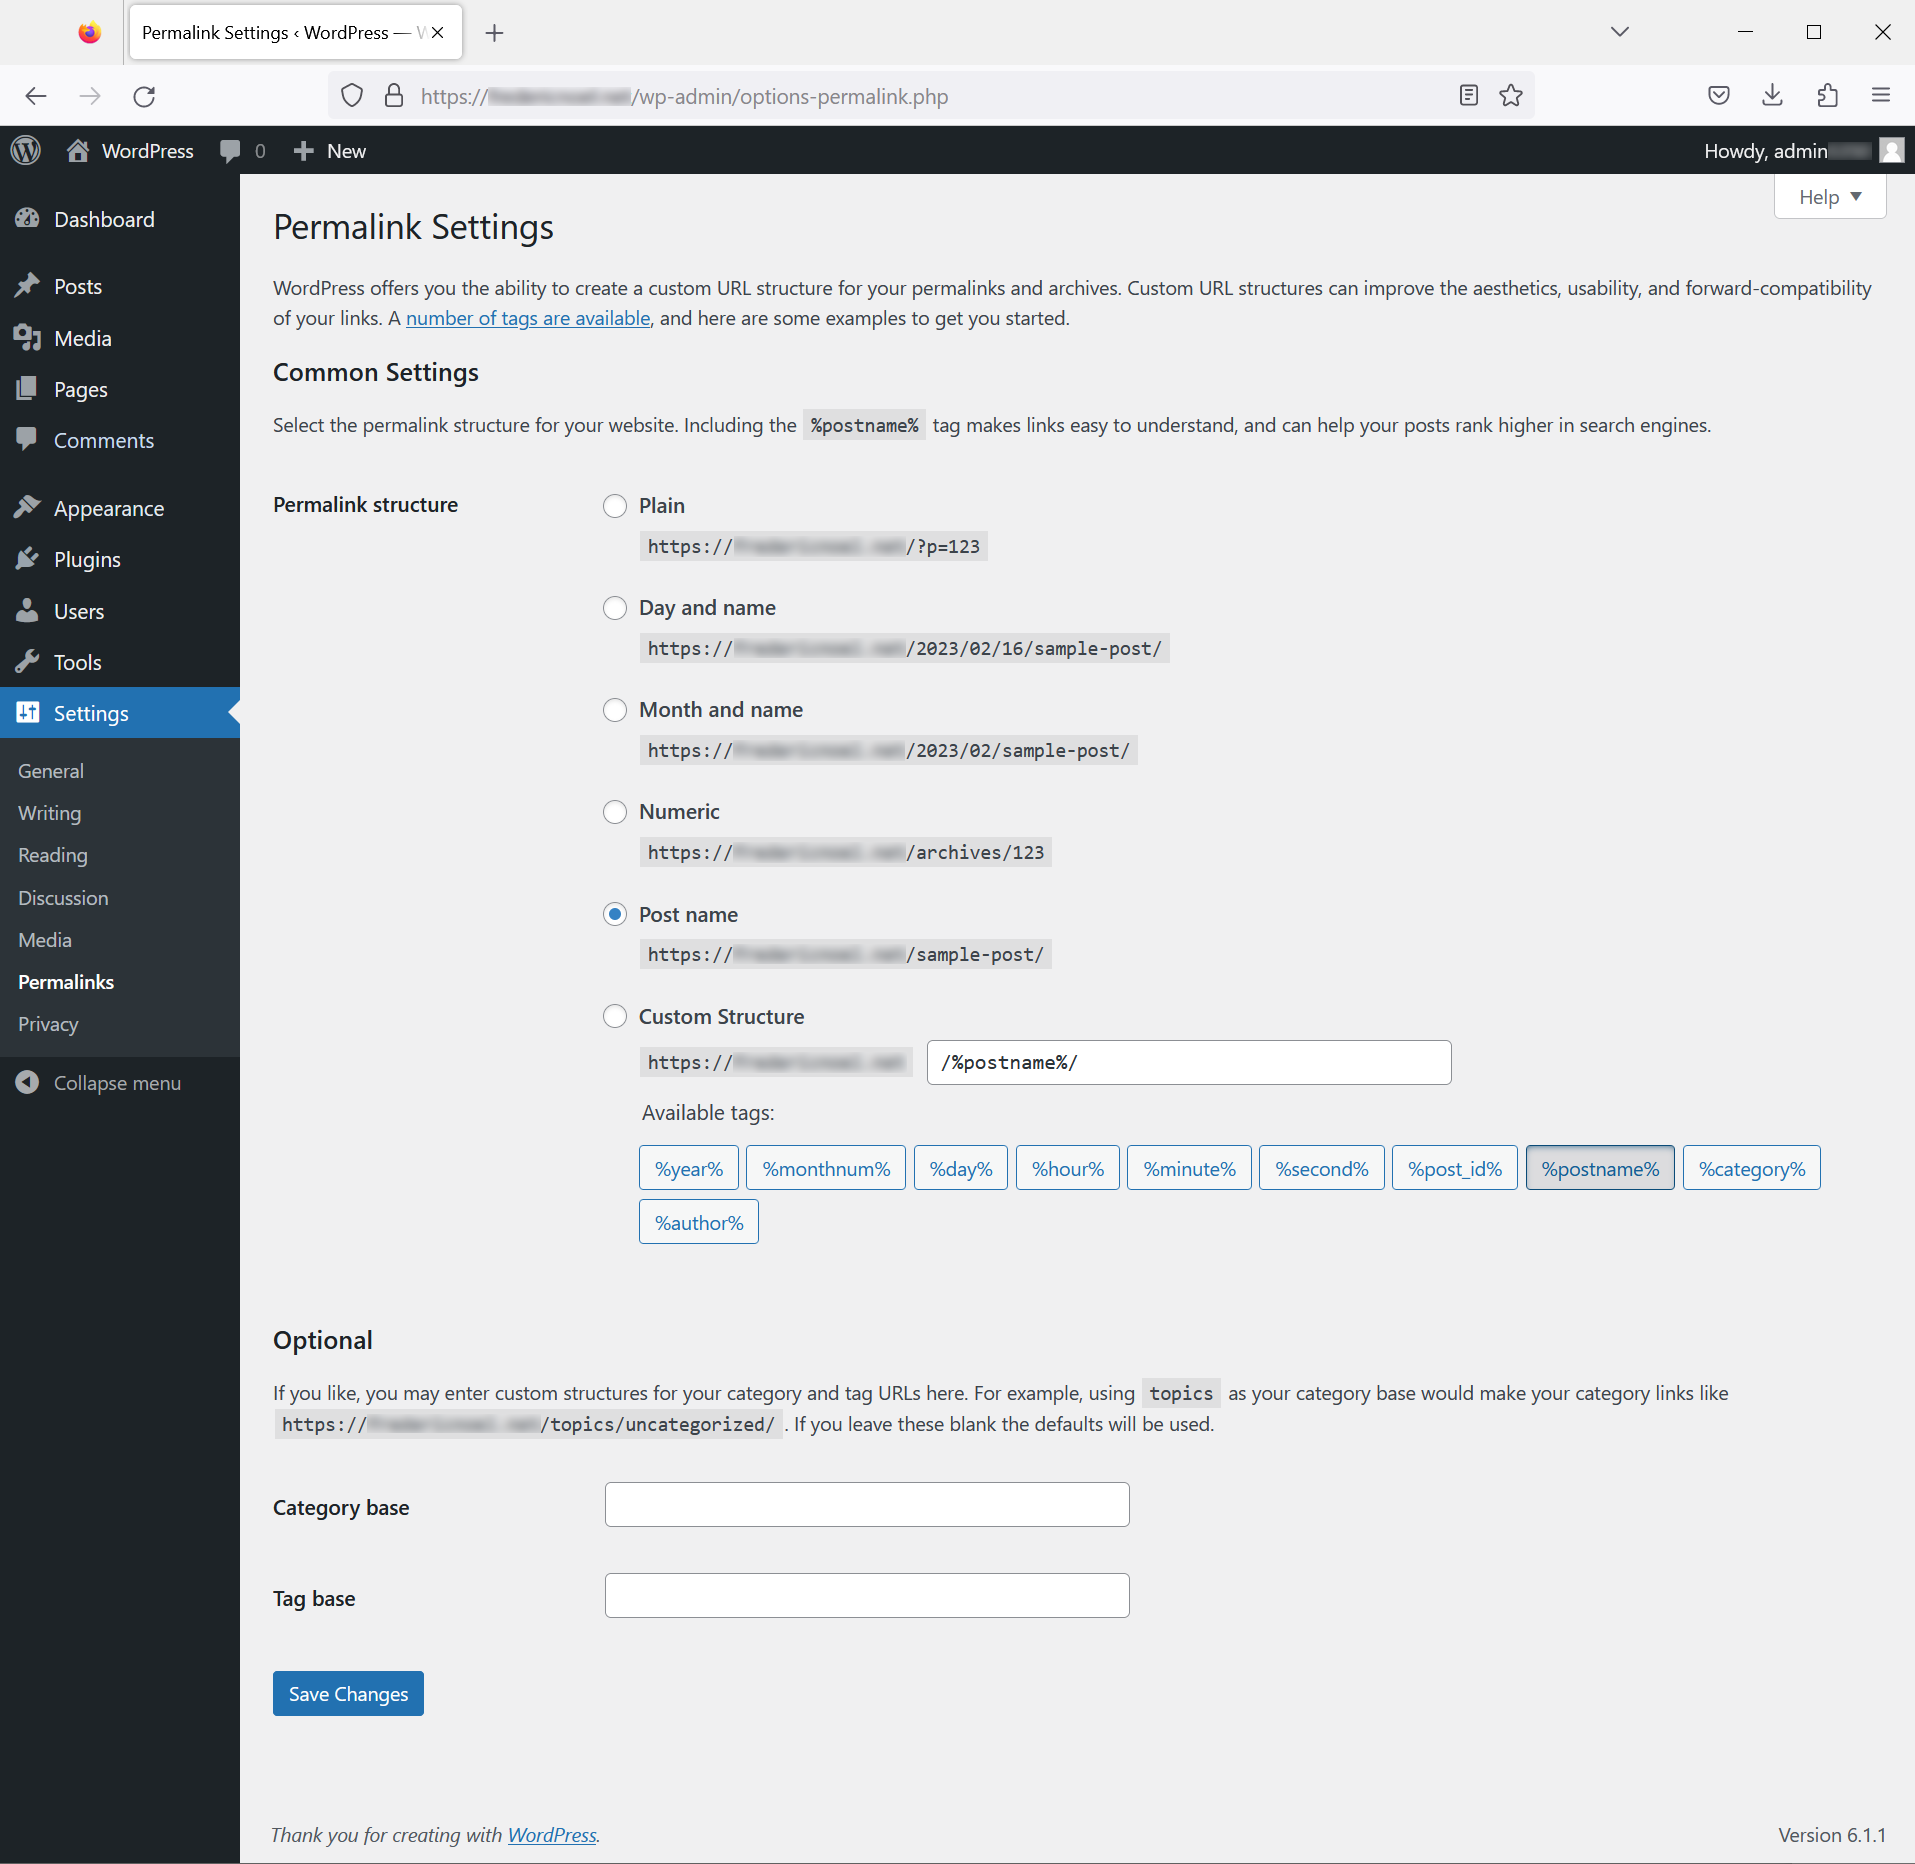 Permalink Settings ‹ WordPress —
https:// /wp-admin/options-permalink.php
WordPress 0 New Howdy, admin
Help
Dashboard
Posts
Media
Pages
Comments
Appearance
Plugins
Users
Tools
Settings
General
Writing
Reading
Discussion
Media
Permalinks
Privacy
Collapse menu
Permalink Settings
WordPress offers you the ability to create a custom URL structure for your permalinks and archives. Custom URL structures can improve the aesthetics, usability, and forward-compatibility
of your links. A number of tags are available, and here are some examples to get you started.
Common Settings
Select the permalink structure for your website. Including the %postname% tag makes links easy to understand, and can help your posts rank higher in search engines.
Permalink structure
Plain
https:// /?p=123
Day and name
https:// /2023/02/16/sample-post/
Month and name
https:// /2023/02/sample-post/
Numeric
https:// /archives/123
Post name
https:// /sample-post/
Custom Structure
https:// /%postname%/
Available tags:
%year% %monthnum% %day% %hour% %minute% %second% %post_id% %postname% %category%
%author%
Optional
If you like, you may enter custom structures for your category and tag URLs here. For example, using topics as your category base would make your category links like
https:// /topics/uncategorized/ . If you leave these blank the defaults will be used.
Category base
Tag base
Save Changes
Thank you for creating with WordPress.
Version 6.1.1